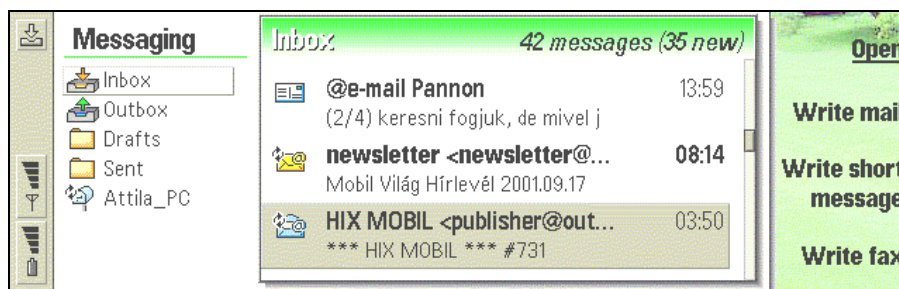 Messaging
Inbox
Outbox
Drafts
Sent
Attila_PC
Inbox 42 messages (35 new)
@e-mail Pannon 13:59
(2/4) keresni fogjuk, de mivel j
newsletter <newsletter@... 08:14
Mobil Világ Hírlevél 2001.09.17
HIX MOBIL <publisher@out... 03:50
*** HIX MOBIL *** #731
Open
Write mail
Write short
message
Write fax